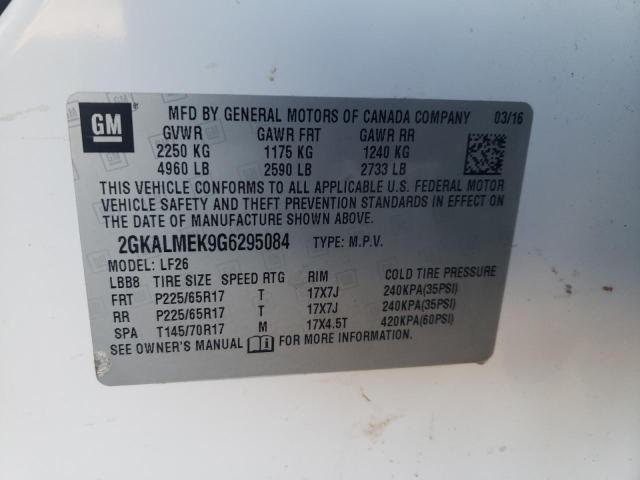 GM
MFD BY GENERAL MOTORS OF CANADA COMPANY 03/16
GVWR GAWR FRT GAWR RR
2250 KG 1175 KG 1240 KG
4960 LB 2590 LB 2733 LB
THIS VEHICLE CONFORMS TO ALL APPLICABLE U.S. FEDERAL MOTOR
VEHICLE SAFETY AND THEFT PREVENTION STANDARDS IN EFFECT ON
THE DATE OF MANUFACTURE SHOWN ABOVE.
2GKALMEK9G6295084 TYPE: M.P.V.
MODEL: LF26
LBB8 TIRE SIZE SPEED RTG RIM COLD TIRE PRESSURE
FRT P225/65R17 T 17X7J 240KPA(35PSI)
RR P225/65R17 T 17X7J 240KPA(35PSI)
SPA T145/70R17 M 17X4.5T 420KPA(60PSI)
SEE OWNER'S MANUAL FOR MORE INFORMATION.